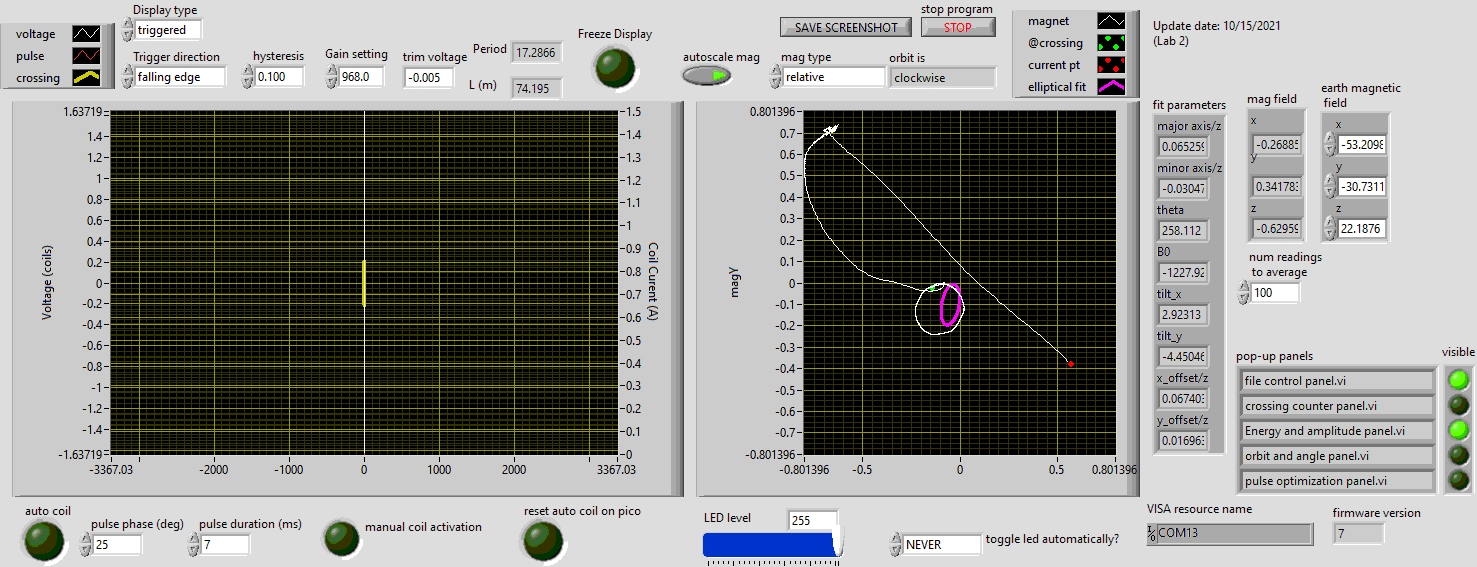 voltage
pulse
crossing
Display type
triggered
Trigger direction
falling edge
hysteresis
0.100
Gain setting
968.0
trim voltage
-0.005
Period
17.2866
L (m)
74.195
Freeze Display
SAVE SCREENSHOT
stop program
STOP
autoscale mag
mag type
relative
orbit is
clockwise
magnet
@crossing
current pt
elliptical fit
Update date: 10/15/2021
(Lab 2)
Voltage (coils)
1.63719
1.4
1.2
1
0.8
0.6
0.4
0.2
0
-0.2
-0.4
-0.6
-0.8
-1
-1.2
-1.4
-1.63719
-3367.03
-2000
-1000
0
1000
2000
3367.03
1.5
1.4
1.3
1.2
1.1
1
0.9
0.8
0.7
0.6
0.5
0.4
0.3
0.2
0.1
0
Coil Current (A)
magY
0.801396
0.7
0.6
0.5
0.4
0.3
0.2
0.1
0
-0.1
-0.2
-0.3
-0.4
-0.5
-0.6
-0.7
-0.801396
-0.801396
-0.5
0
0.5
0.801396
fit parameters
major axis/z
0.065259
minor axis/z
-0.03047
theta
258.112
B0
-1227.92
tilt_x
2.92313
tilt_y
-4.45046
x_offset/z
0.06740
y_offset/z
0.01696
mag field
x
-0.2688
y
0.34178
z
-0.62959
earth magnetic
field
x
-53.2098
y
-30.7311
z
22.1876
num readings
to average
100
pop-up panels
visible
file control panel.vi
crossing counter panel.vi
Energy and amplitude panel.vi
orbit and angle panel.vi
pulse optimization panel.vi
auto coil
pulse phase (deg)
25
pulse duration (ms)
7
manual coil activation
reset auto coil on pico
LED level
255
NEVER
toggle led automatically?
VISA resource name
COM13
firmware version
7